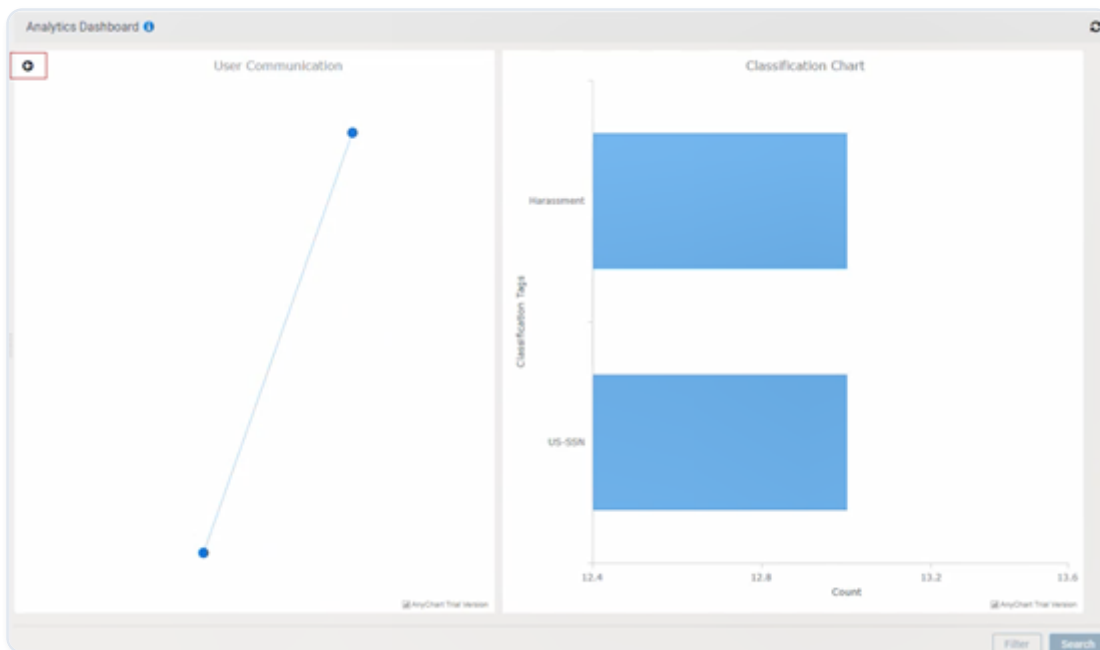 Analytics Dashboard
User Communication
AnyChart Trial Version
Classification Chart
Classification Tags
Harassment
US-SSN
12.4
12.8
13.2
13.6
Count
AnyChart Trial Version
Filter
Search